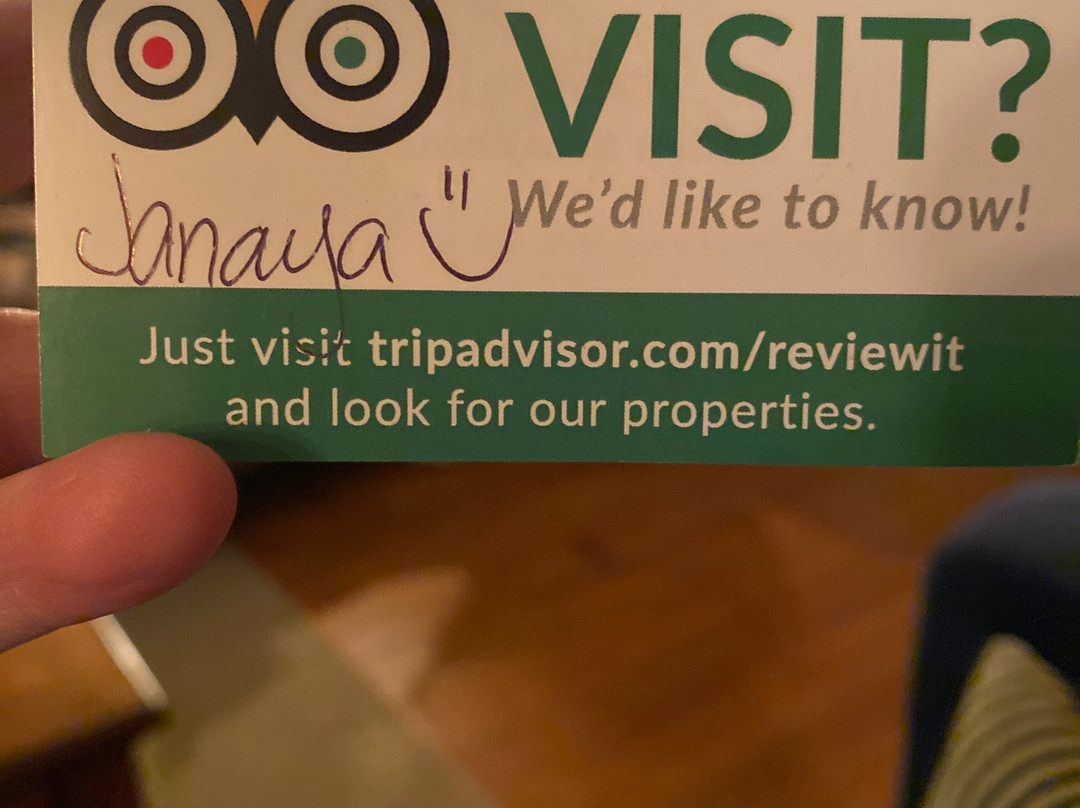 VISIT?
We'd like to know!
Janaya
Just visit tripadvisor.com/reviewit
and look for our properties.